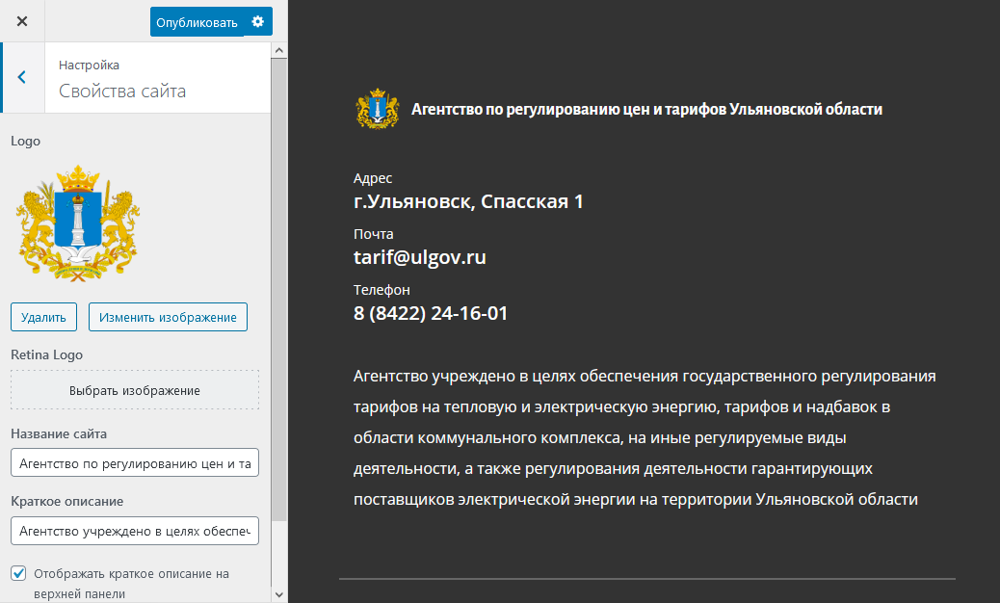 Опубликовать
Настройка
Свойства сайта
Logo
Удалить
Изменить изображение
Retina Logo
Выбрать изображение
Название сайта
Агентство по регулированию цен и та
Краткое описание
Агентство учреждено в целях обеспеч
Отображать краткое описание на
верхней панели
Агентство по регулированию цен и тарифов Ульяновской области
Адрес
г.Ульяновск, Спасская 1
Почта
tarif@ulgov.ru
Телефон
8 (8422) 24-16-01
Агентство учреждено в целях обеспечения государственного регулирования
тарифов на тепловую и электрическую энергию, тарифов и надбавок в
области коммунального комплекса, на иные регулируемые виды
деятельности, а также регулирования деятельности гарантирующих
поставщиков электрической энергии на территории Ульяновской области